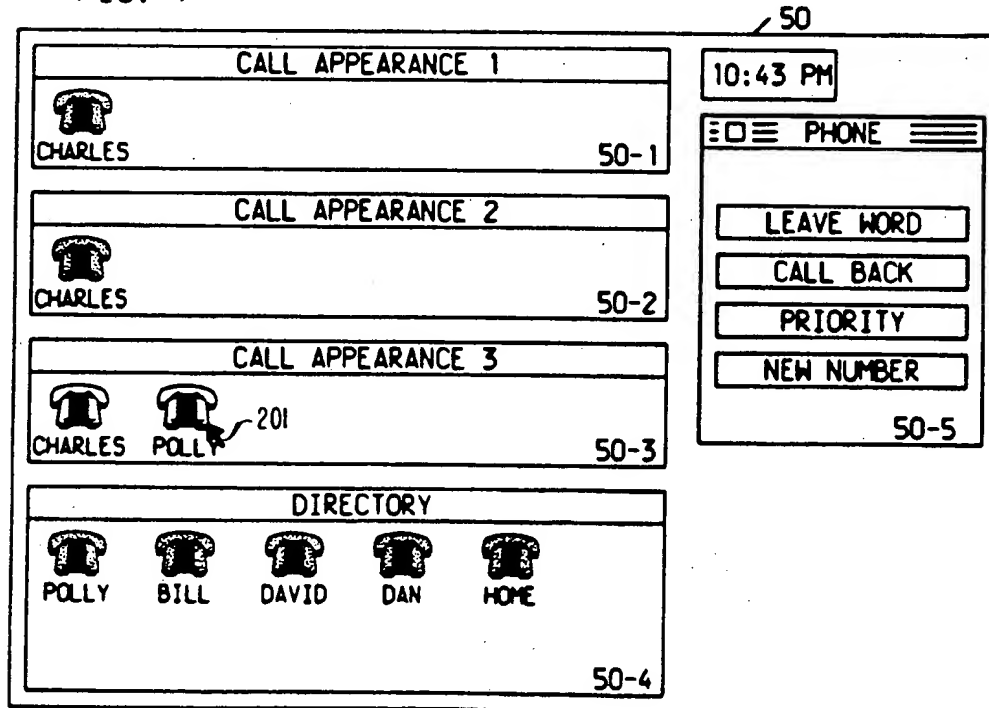 50
CALL APPEARANCE 1
CHARLES
50-1
CALL APPEARANCE 2
CHARLES
50-2
CALL APPEARANCE 3
CHARLES POLLY
201
50-3
DIRECTORY
POLLY BILL DAVID DAN HOME
50-4
10:43 PM
PHONE
LEAVE WORD
CALL BACK
PRIORITY
NEW NUMBER
50-5